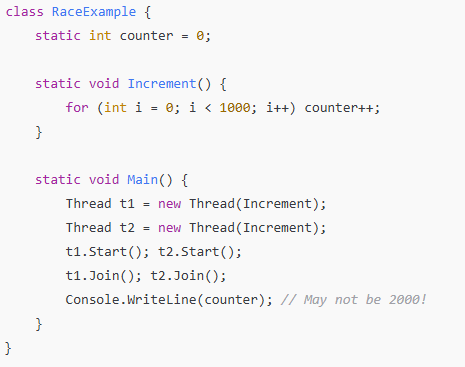 class RaceExample {
    static int counter = 0;

    static void Increment() {
        for (int i = 0; i < 1000; i++) counter++;
    }

    static void Main() {
        Thread t1 = new Thread(Increment);
        Thread t2 = new Thread(Increment);
        t1.Start(); t2.Start();
        t1.Join(); t2.Join();
        Console.WriteLine(counter); // May not be 2000!
    }
}